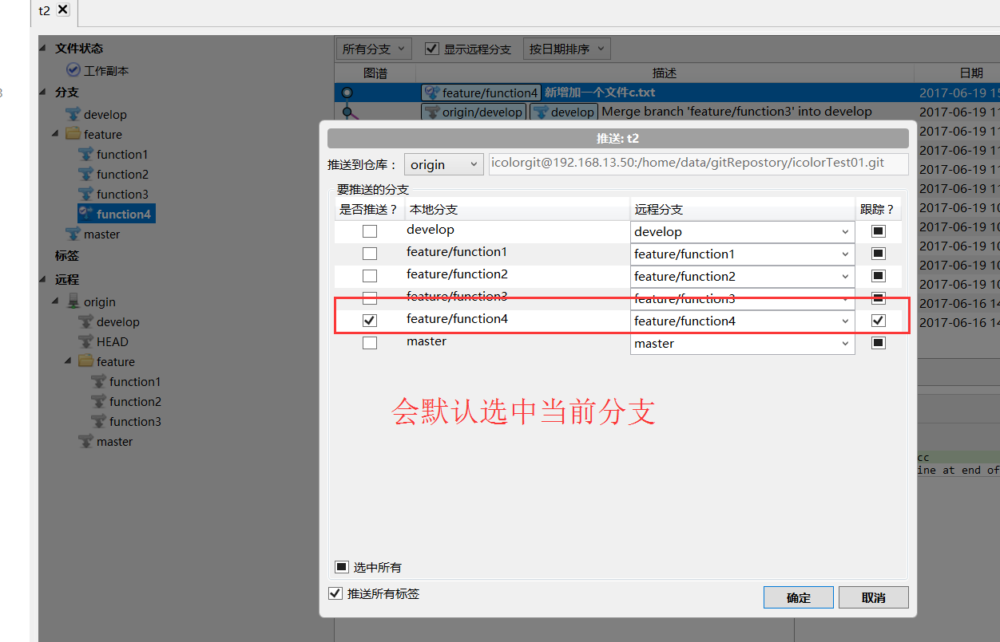 t2
文件状态
工作副本
分支
develop
feature
function1
function2
function3
function4
master
标签
远程
origin
develop
HEAD
feature
function1
function2
function3
master
所有分支 显示远程分支 按日期排序
图谱 描述 日期
feature/function4 新增加一个文件c.txt 2017-06-19 15
origin/develop develop Merge branch 'feature/function3' into develop 2017-06-19 11
2017-06-19 11
2017-06-19 11
2017-06-19 11
2017-06-19 11
2017-06-19 10
2017-06-19 10
2017-06-19 10
2017-06-19 10
2017-06-19 10
2017-06-16 14
2017-06-16 14
推送: t2
推送到仓库： origin icolorgit@192.168.13.50:/home/data/gitRepostory/icolorTest01.git
要推送的分支
是否推送？ 本地分支 远程分支 跟踪？
develop develop
feature/function1 feature/function1
feature/function2 feature/function2
feature/function3 feature/function3
feature/function4 feature/function4
master master
会默认选中当前分支
选中所有
推送所有标签
确定 取消
cc
ine at end of